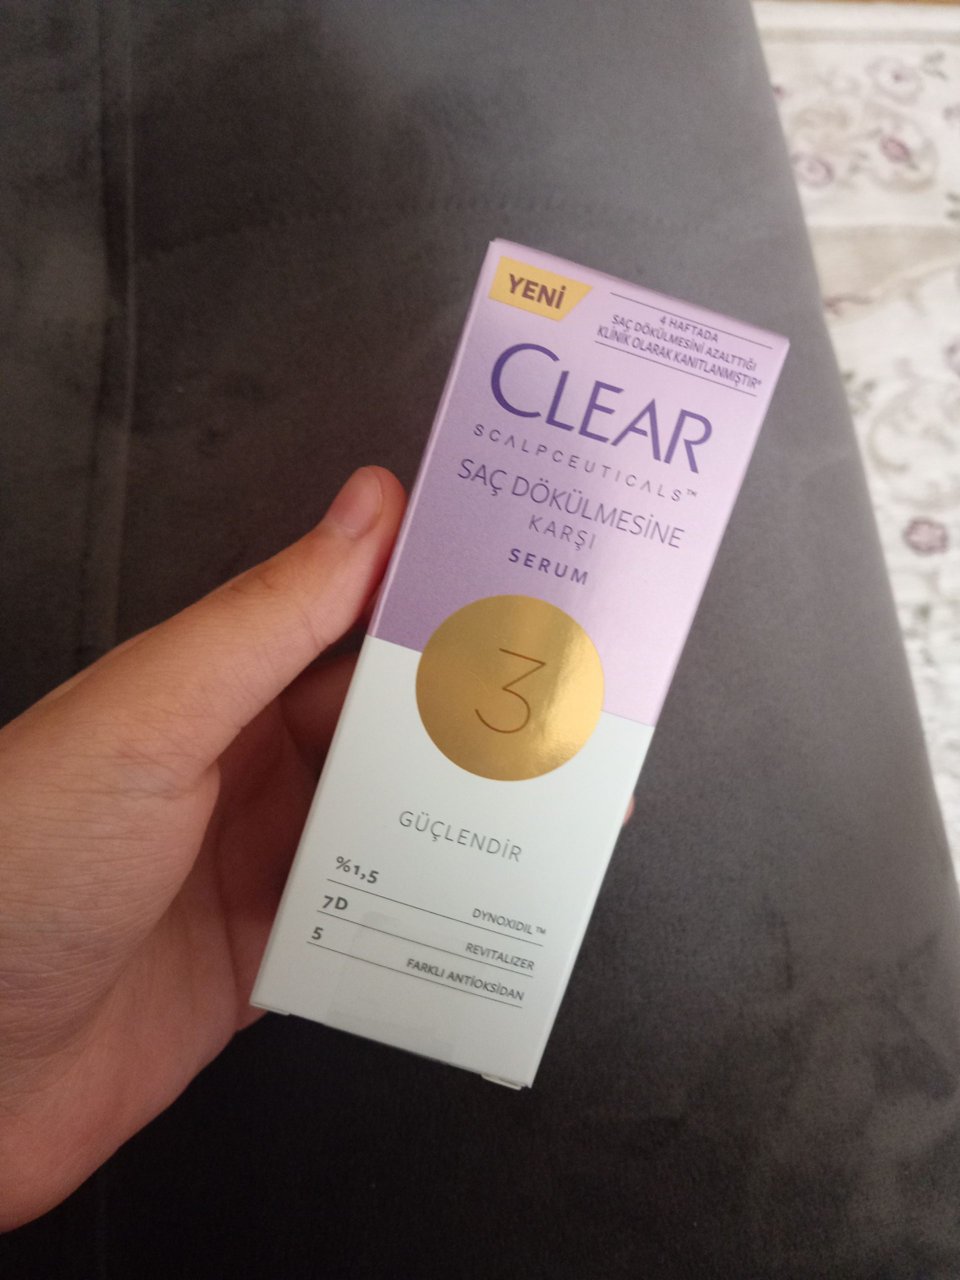 YENİ
4 HAFTADA
SAÇ DÖKÜLMESİNİ AZALTTIĞI
KLİNİK OLARAK KANITLANMIŞTIR*
CLEAR
SCALPCEUTICALS™
SAÇ DÖKÜLMESİNE
KARŞI
SERUM
3
GÜÇLENDİR
%1,5 DYNOXIDIL™
7D REVITALIZER
5 FARKLI ANTİOKSİDAN